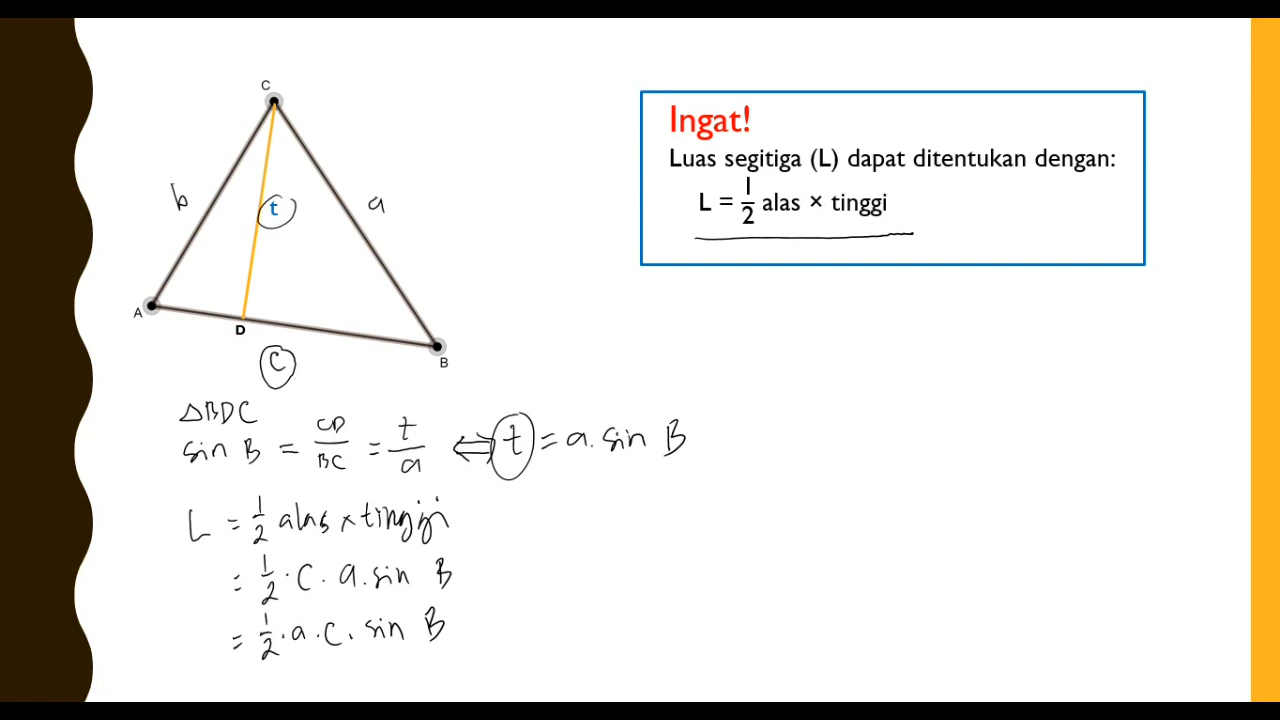 C
b
t
a
A
D
B
C
Ingat!
Luas segitiga (L) dapat ditentukan dengan:
L = 1/2 alas × tinggi
△BDC
sin B = CD/BC = t/a ⇔ t = a. sin B
L = 1/2 alas × tinggi
= 1/2 · C · a. sin B
= 1/2 · a · C. sin B